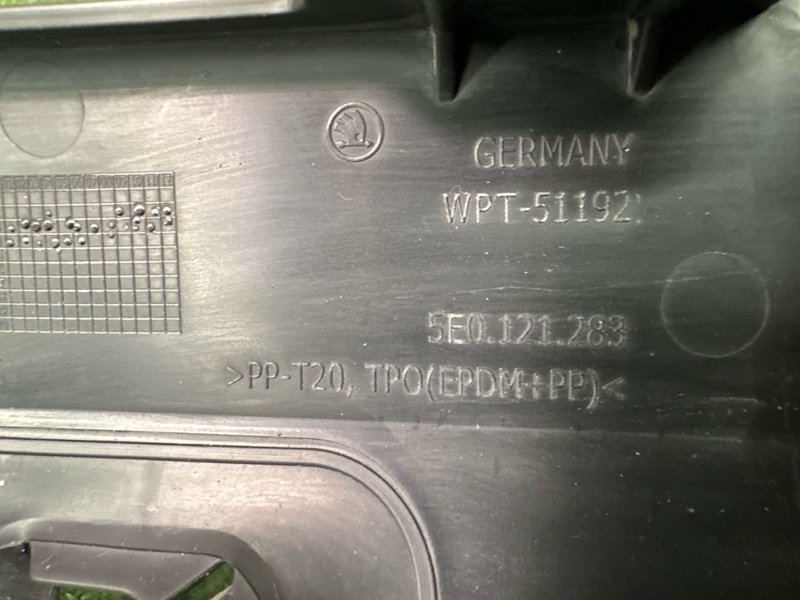 GERMANY
WPT-51192
5E0.121.283
>PP-T20, TPO(EPDM+PP)<